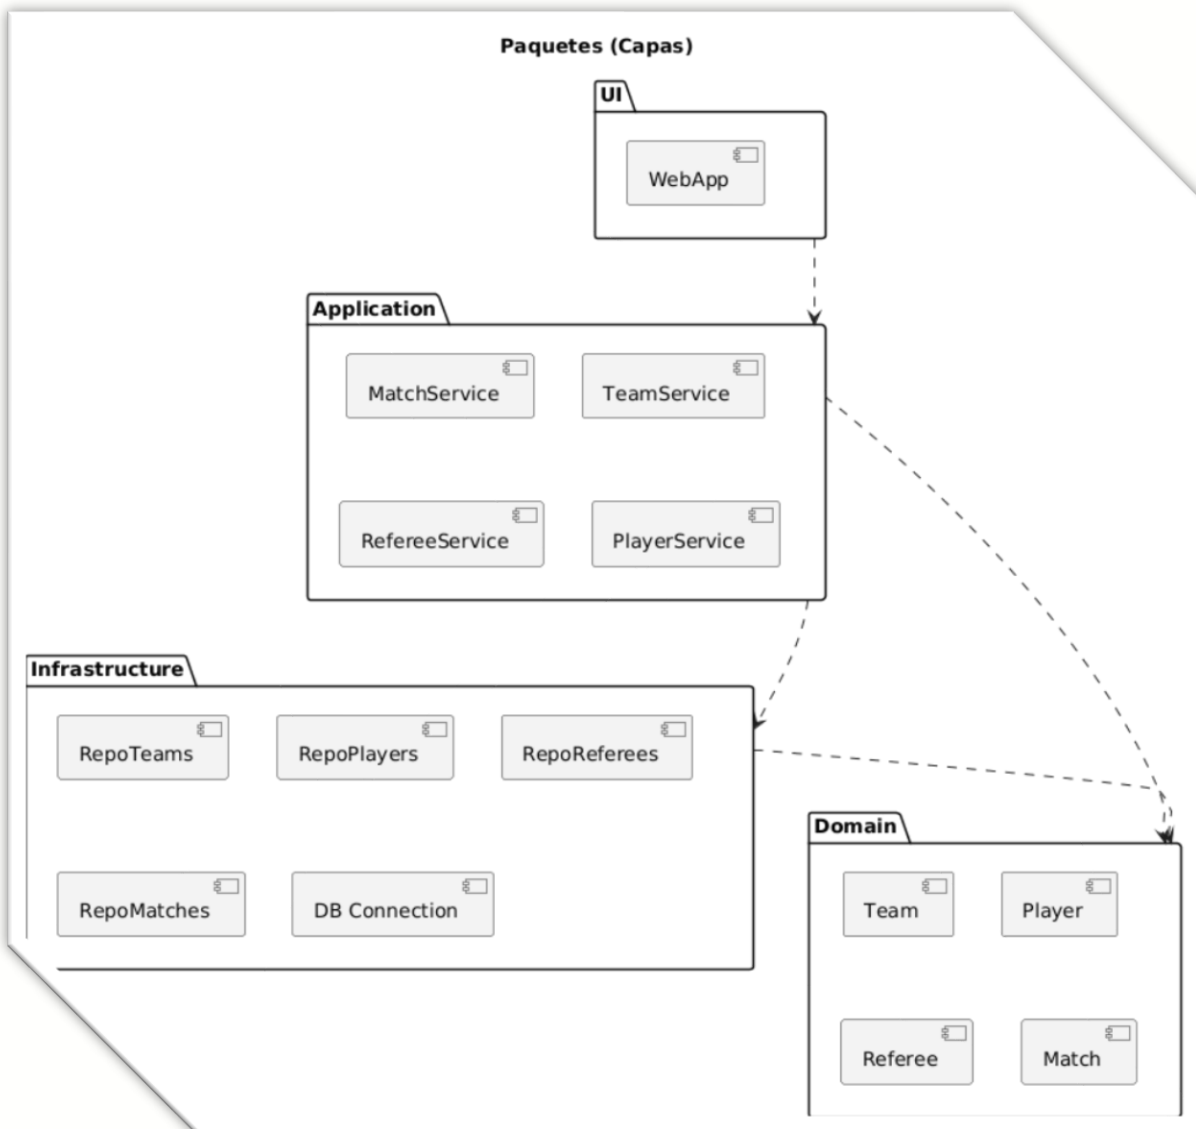 Paquetes (Capas)
UI
WebApp
Application
MatchService
TeamService
RefereeService
PlayerService
Infrastructure
RepoTeams
RepoPlayers
RepoReferees
RepoMatches
DB Connection
Domain
Team
Player
Referee
Match